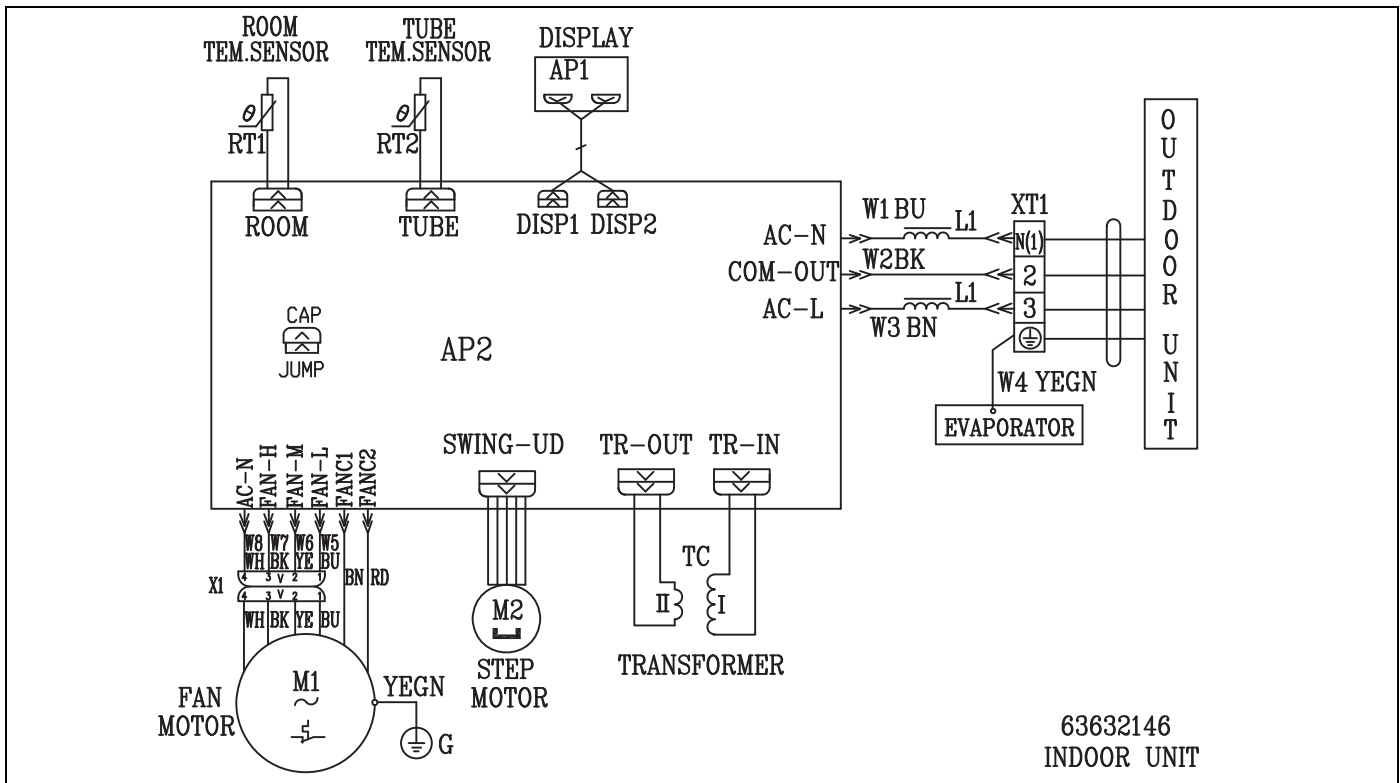 ROOM
TEM.SENSOR
TUBE
TEM.SENSOR
DISPLAY
AP1
θ
RT1
θ
RT2
ROOM
TUBE
DISP1 DISP2
AC-N
COM-OUT
AC-L
W1 BU
L1
W2BK
L1
W3 BN
XT1
N(1)
2
3
OUTDOOR UNIT
W4 YEGN
EVAPORATOR
CAP
JUMP
AP2
SWING-UD
TR-OUT TR-IN
AC-N
FAN-H
FAN-M
FAN-L
FANC1
FANC2
W8 W7 W6 W5
WH BK YE BU
BN RD
X1
4 3 V 2 1
4 3 V 2 1
WH BK YE BU
M1
FAN
MOTOR
YEGN
G
M2
STEP
MOTOR
TC
II I
TRANSFORMER
63632146
INDOOR UNIT